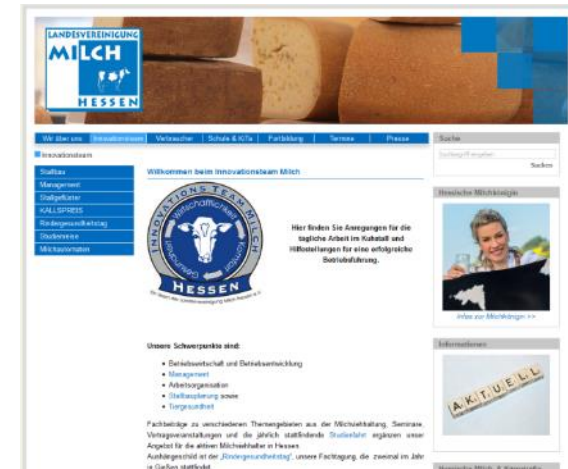 LANDESVEREINIGUNG
MILCH
HESSEN
Wir über uns Innovationsteam Verbraucher Schule & KiTa Fortbildung Termine Presse
Innovationsteam
Stallbau
Management
Stallgeflüster
KALLSPREIS
Rindergesundheitstag
Studienreise
Milchautomaten
Willkommen beim Innovationsteam Milch
INNOVATIONS TEAM MILCH
Wirtschaftlichkeit
Komfort
Gesundheit
HESSEN
Hier finden Sie Anregungen für die
tägliche Arbeit im Kuhstall und
Hilfestellungen für eine erfolgreiche
Betriebsführung.
Unsere Schwerpunkte sind:
Betriebswirtschaft und Betriebsentwicklung
Management
Arbeitsorganisation
Stallbauplanung sowie
Tiergesundheit
Fachbeiträge zu verschiedenen Themengebieten aus der Milchviehhaltung, Seminare,
Vortragsveranstaltungen und die jährlich stattfindende Studienfahrt ergänzen unser
Angebot für die aktiven Milchviehhalter in Hessen.
Aushängeschild ist der „Rindergesundheitstag“, unsere Fachtagung, die zweimal im Jahr
in Gießen stattfindet.
Suche
Suchbegriff eingeben
Suchen
Hessische Milchkönigin
Infos zur Milchkönigin >>
Informationen
AKTUELL